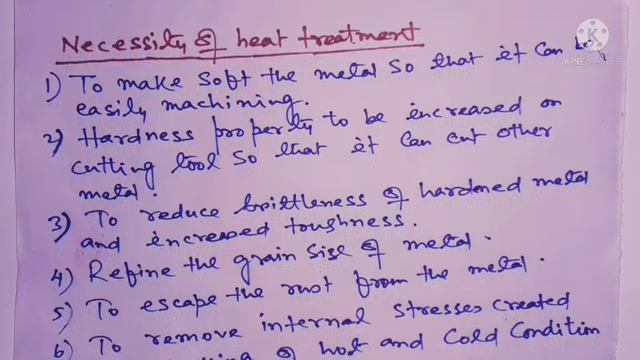 Necessity of heat treatment
KINEMASTER
1) To make soft the metal so that it can be
easily machining.
2) Hardness property to be increased on
cutting tool so that it can cut other
metal.
3) To reduce brittleness of hardened metal
and increased toughness.
4) Refine the grain size of metal.
5) To escape the rust from the metal.
6) To remove internal stresses created
of hot and cold condition